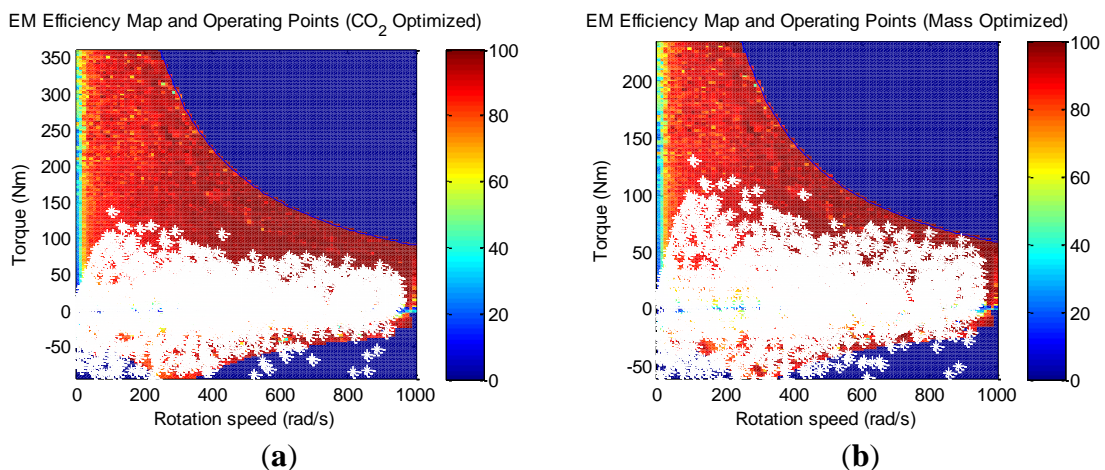 EM Efficiency Map and Operating Points (CO2 Optimized)
EM Efficiency Map and Operating Points (Mass Optimized)
Torque (Nm)
350
300
250
200
150
100
50
0
-50
0 200 400 600 800 1000
Rotation speed (rad/s)
100
80
60
40
20
0
(a)
Torque (Nm)
200
150
100
50
0
-50
0 200 400 600 800 1000
Rotation speed (rad/s)
100
80
60
40
20
0
(b)